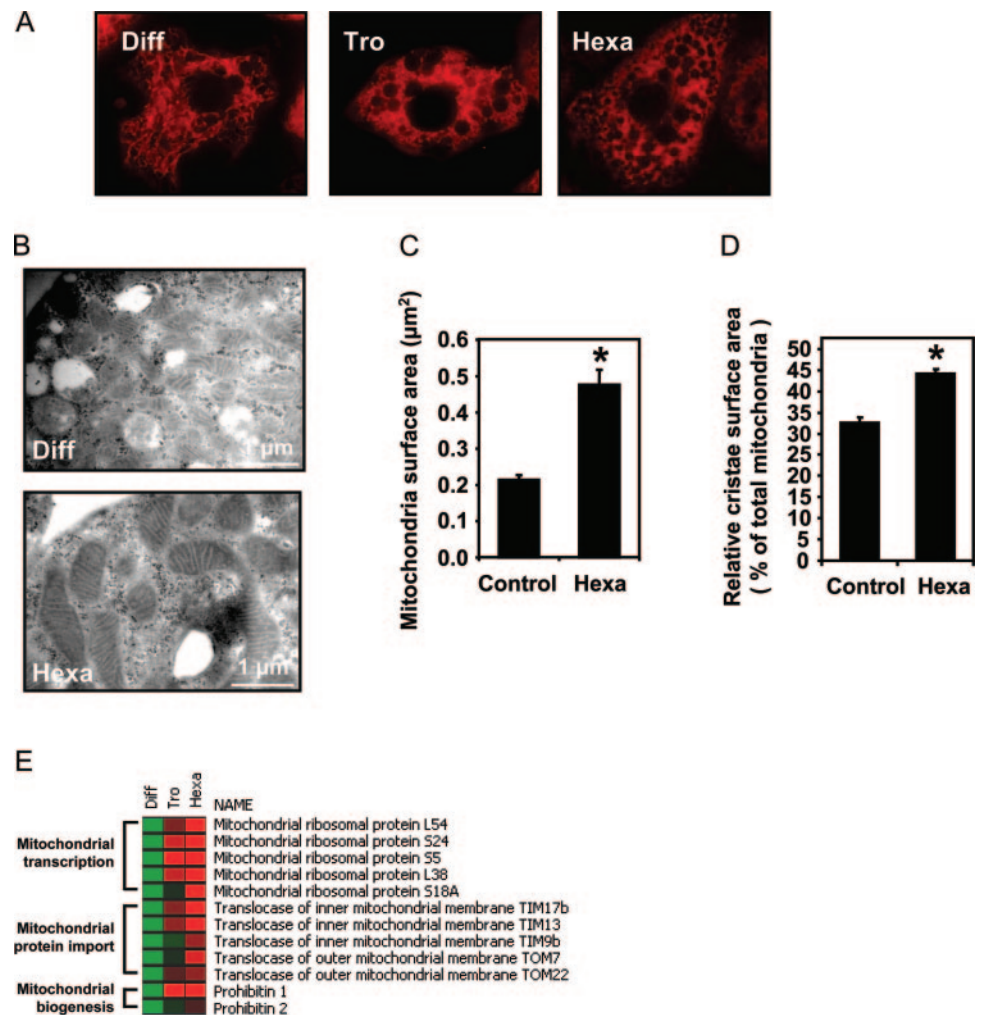 A
Diff
Tro
Hexa
B
Diff
1 µm
Hexa
1 µm
C
Mitochondria surface area (µm²)
0.6
0.5
0.4
0.3
0.2
0.1
0.0
*
Control Hexa
D
Relative cristae surface area
( % of total mitochondria )
50
45
40
35
30
25
20
15
10
5
0
*
Control Hexa
E
Diff Tro Hexa NAME
Mitochondrial
transcription
Mitochondrial ribosomal protein L54
Mitochondrial ribosomal protein S24
Mitochondrial ribosomal protein S5
Mitochondrial ribosomal protein L38
Mitochondrial ribosomal protein S18A
Mitochondrial
protein import
Translocase of inner mitochondrial membrane TIM17b
Translocase of inner mitochondrial membrane TIM13
Translocase of inner mitochondrial membrane TIM9b
Translocase of outer mitochondrial membrane TOM7
Translocase of outer mitochondrial membrane TOM22
Mitochondrial
biogenesis
Prohibitin 1
Prohibitin 2